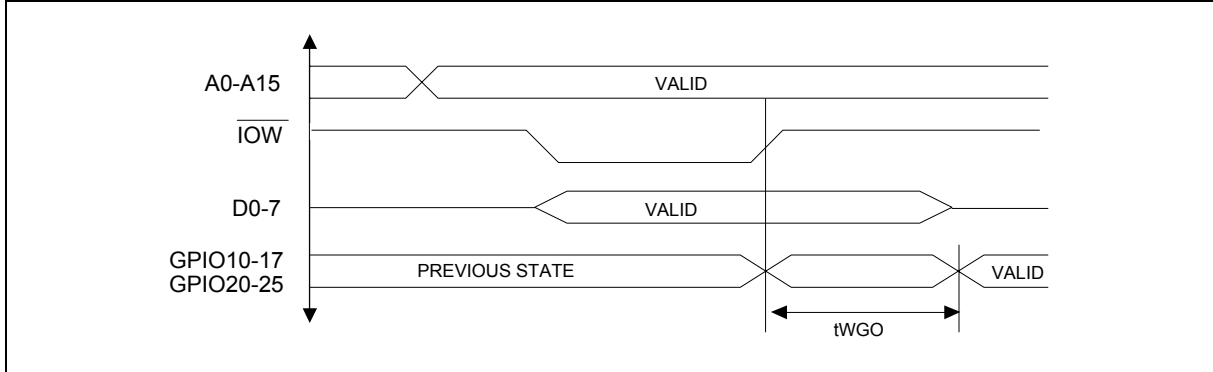 A0-A15
VALID
IOW
D0-7
VALID
GPIO10-17
GPIO20-25
PREVIOUS STATE
VALID
tWGO